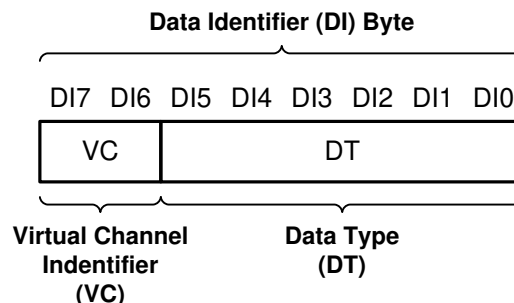 Data Identifier (DI) Byte
DI7 DI6 DI5 DI4 DI3 DI2 DI1 DI0
VC DT
Virtual Channel
Indentifier
(VC)
Data Type
(DT)